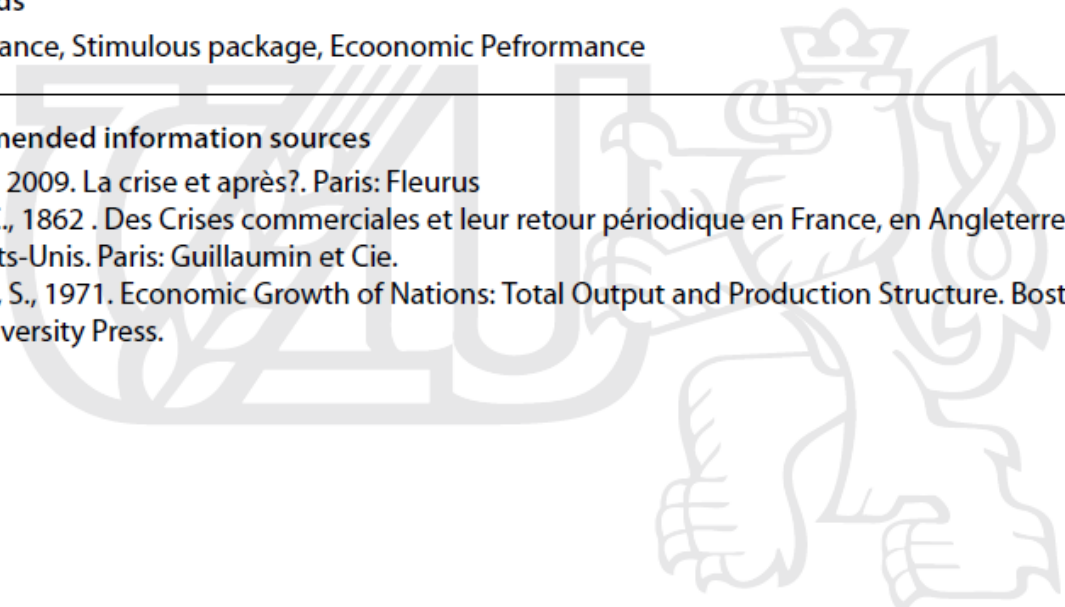 ds
ance, Stimulous package, Ecoonomic Pefrormance
mended information sources
2009. La crise et après?. Paris: Fleurus
., 1862 . Des Crises commerciales et leur retour périodique en France, en Angleterre
ts-Unis. Paris: Guillaumin et Cie.
, S., 1971. Economic Growth of Nations: Total Output and Production Structure. Bost
versity Press.